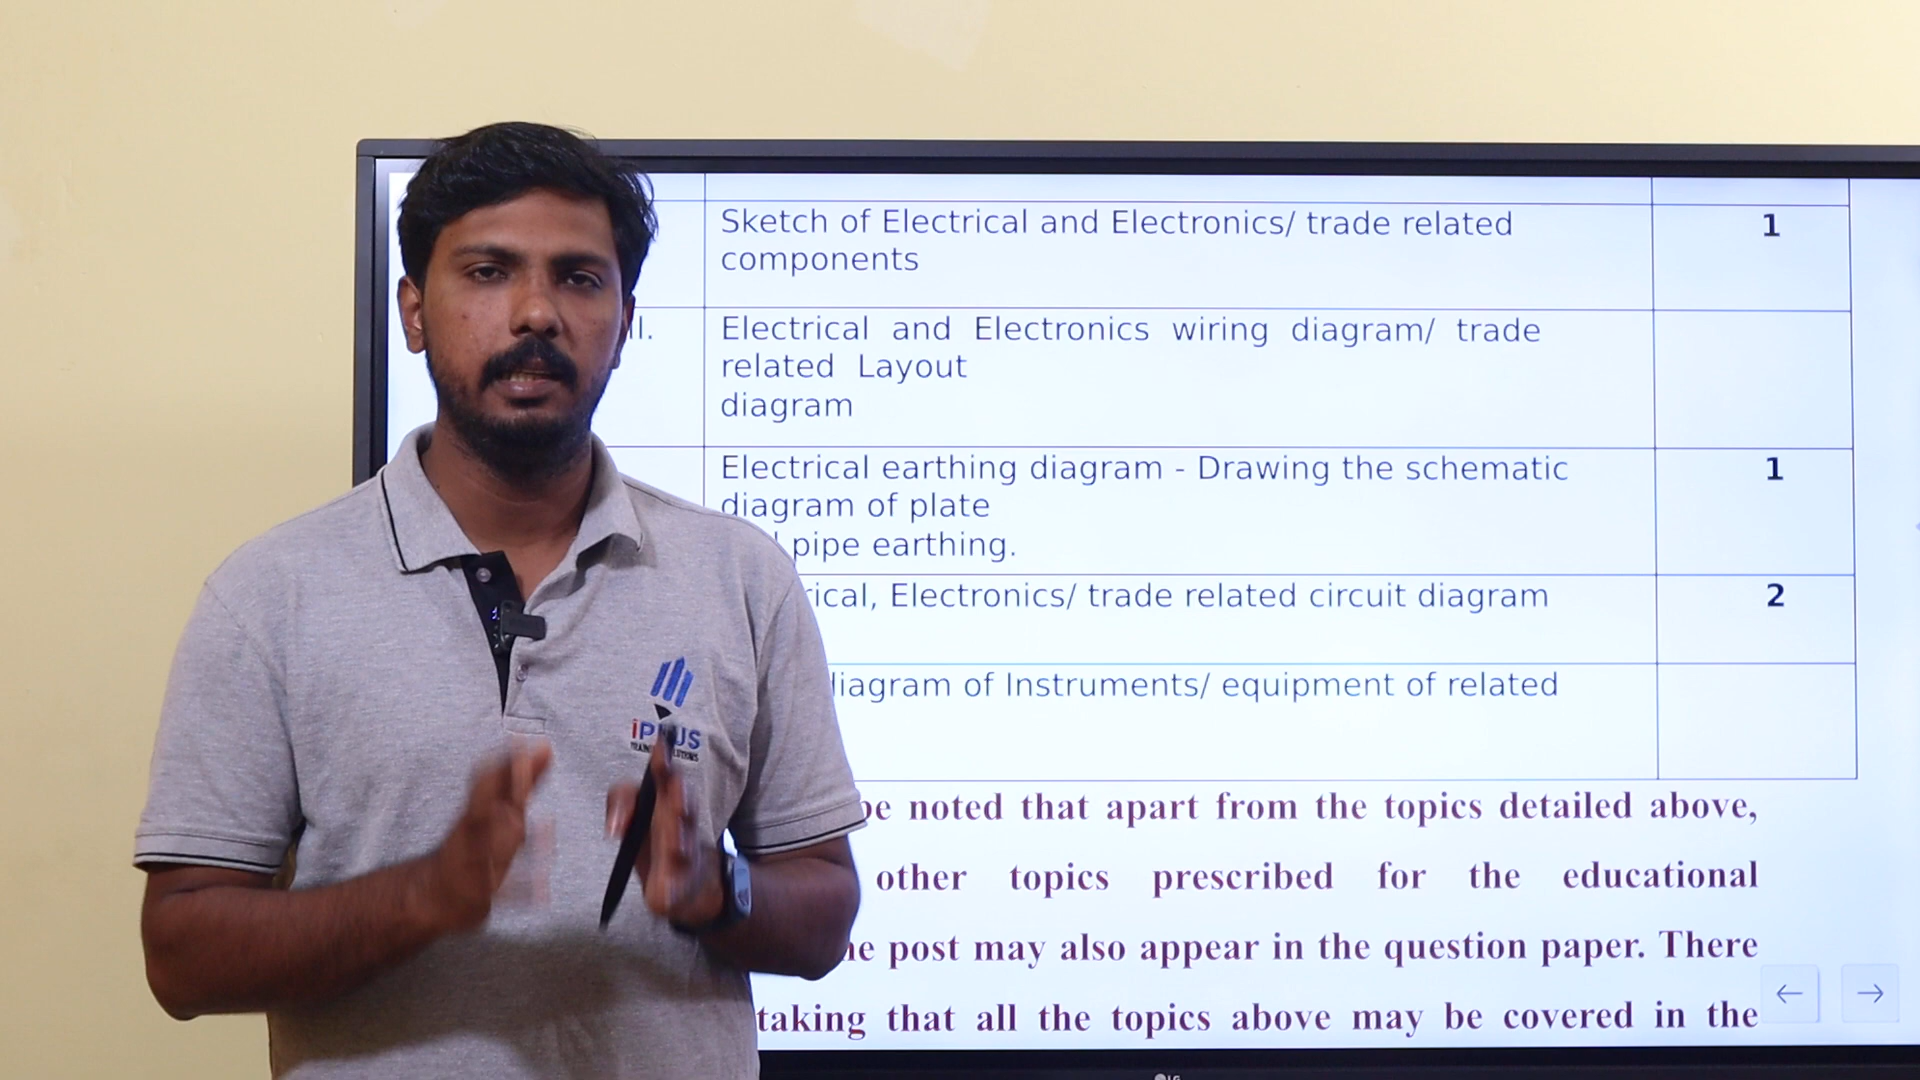 Sketch of Electrical and Electronics/ trade related
components
1
II.
Electrical and Electronics wiring diagram/ trade
related Layout
diagram
Electrical earthing diagram - Drawing the schematic
diagram of plate
pipe earthing.
1
rical, Electronics/ trade related circuit diagram
2
diagram of Instruments/ equipment of related
be noted that apart from the topics detailed above,
other topics prescribed for the educational
post may also appear in the question paper. There
taking that all the topics above may be covered in the
LG